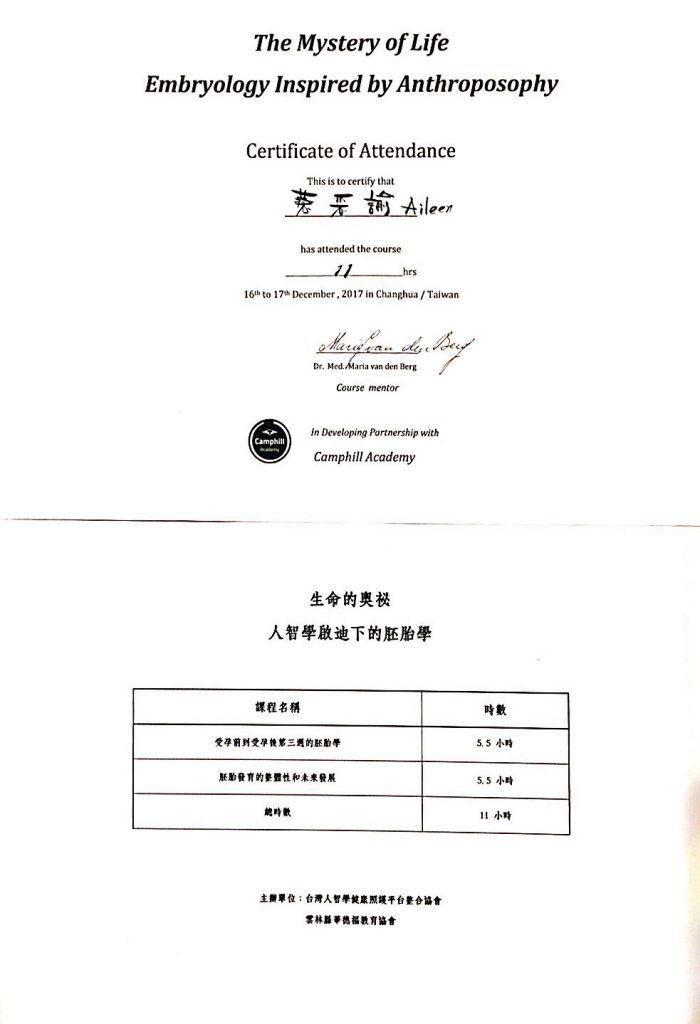 The Mystery of Life
Embryology Inspired by Anthroposophy
Certificate of Attendance
This is to certify that
Aileen
has attended the course
11 hrs
16th to 17th December, 2017 in Changhua / Taiwan
Maria van den Berg
Dr. Med. Maria van den Berg
Course mentor
Camphill
Academy
In Developing Partnership with
Camphill Academy
生命的奧祕
人智學啟迪下的胚胎學
課程名稱 時數
受孕前到受孕後第三週的胚胎學 5.5 小時
胚胎發育的整體性和未來發展 5.5 小時
總時數 11 小時
主辦單位：台灣人智學健康照護平台整合協會
雲林縣華德福教育協會